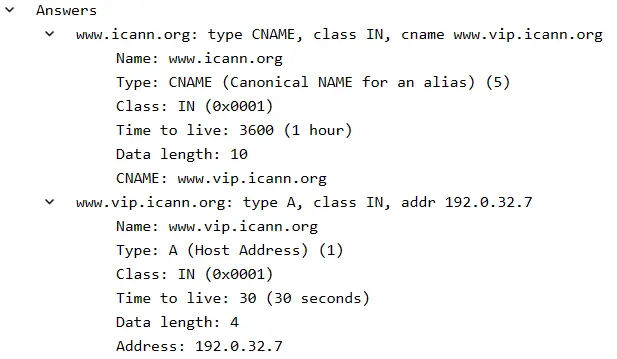 Answers
www.icann.org: type CNAME, class IN, cname www.vip.icann.org
Name: www.icann.org
Type: CNAME (Canonical NAME for an alias) (5)
Class: IN (0x0001)
Time to live: 3600 (1 hour)
Data length: 10
CNAME: www.vip.icann.org
www.vip.icann.org: type A, class IN, addr 192.0.32.7
Name: www.vip.icann.org
Type: A (Host Address) (1)
Class: IN (0x0001)
Time to live: 30 (30 seconds)
Data length: 4
Address: 192.0.32.7